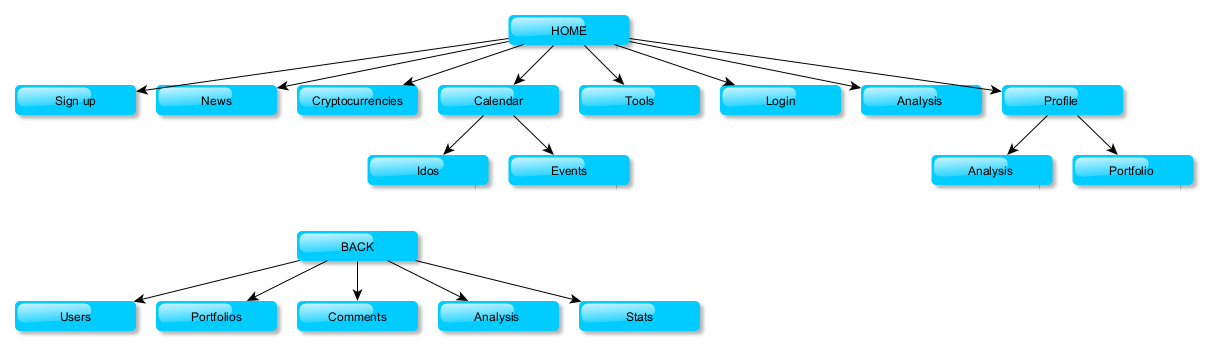 HOME
Sign up
News
Cryptocurrencies
Calendar
Tools
Login
Analysis
Profile
Idos
Events
Analysis
Portfolio
BACK
Users
Portfolios
Comments
Analysis
Stats